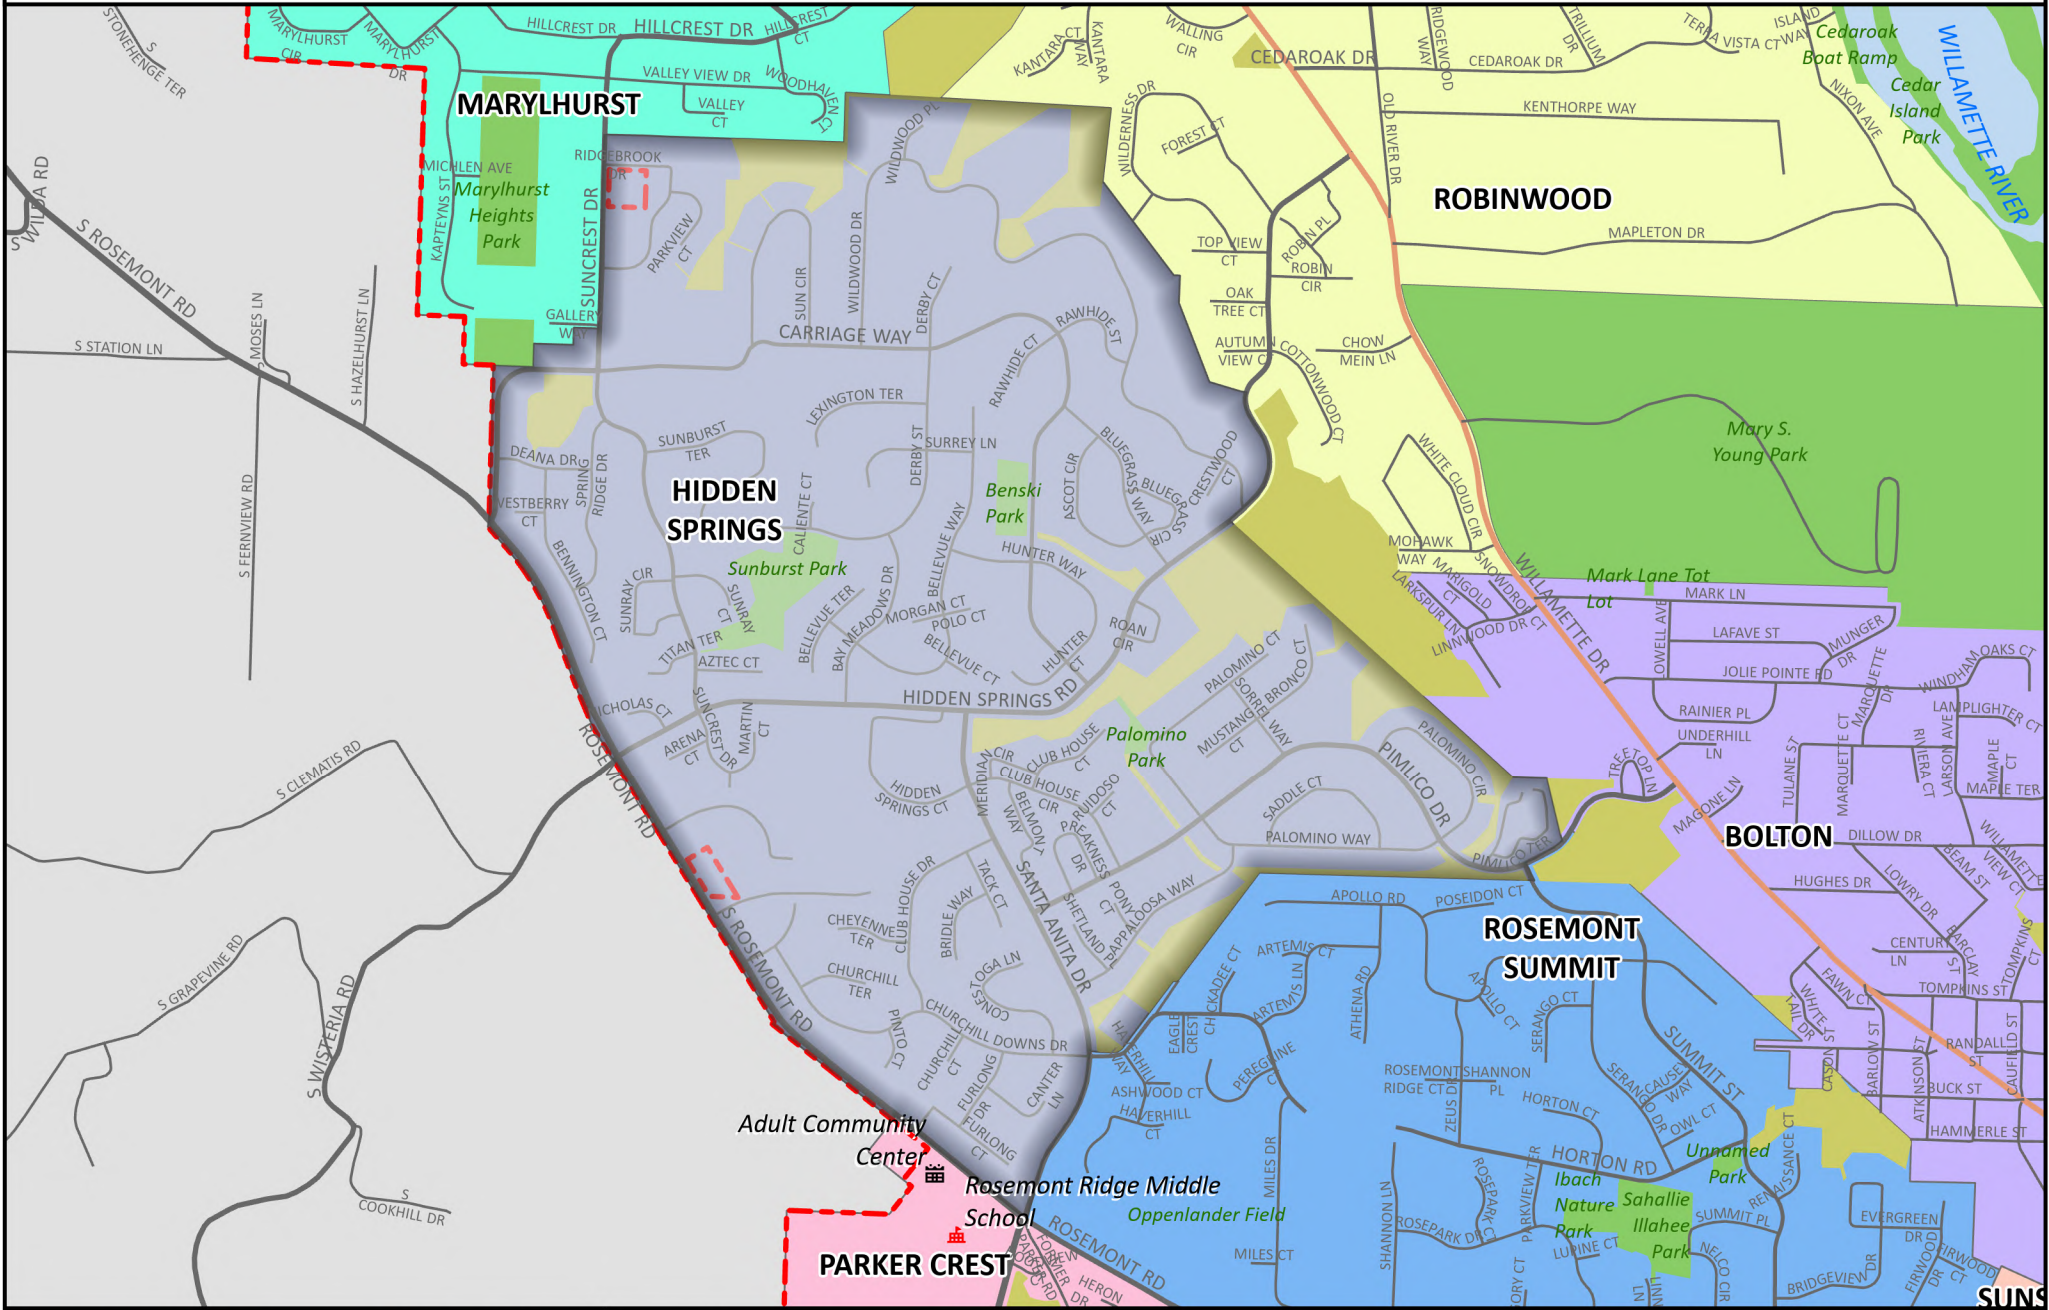 MARYLHURST
CIR
MARYLHURST
DR
HILLCREST DR
HILLCREST DR
HILLCREST
CT
S
STONEHENGE TER
VALLEY VIEW DR
WOODHAVEN
CT
VALLEY
CT
MARYLHURST
MICHLEN AVE
KAPTEYNS ST
Marylhurst
Heights
Park
SUNCREST DR
GALLERY
WAY
RIDGEBROOK
DR
PARKVIEW
CT
WILDWOOD PL
WILDWOOD DR
SUN CIR
DERBY CT
CARRIAGE WAY
RAWHIDE ST
RAWHIDE CT
KANTARA CT
KANTARA
WAY
WALLING
CIR
CEDAROAK DR
RIDGEWOOD
WAY
CEDAROAK DR
TRILLIUM
DR
TERRA VISTA CT
ISLAND
WAY
Cedaroak
Boat Ramp
Cedar
Island
Park
WILLAMETTE RIVER
NIXON AVE
KENTHORPE WAY
OLD RIVER DR
WILDERNESS DR
FOREST CT
ROBINWOOD
MAPLETON DR
TOP VIEW
CT
ROBIN PL
ROBIN
CIR
OAK
TREE CT
AUTUMN
VIEW CT
COTTONWOOD CT
CHOW
MEIN LN
Mary S.
Young Park
WHITE CLOUD CIR
MOHAWK
WAY
MARIGOLD
CT
SNOWDROP
CT
LARKSPUR LN
LINNWOOD DR
WILLAMETTE DR
Mark Lane Tot
Lot
MARK LN
S WILDA RD
S ROSEMONT RD
S STATION LN
S MOSES LN
S HAZELHURST LN
S FERNVIEW RD
LEXINGTON TER
SUNBURST
TER
DERBY ST
SURREY LN
DEANA DR
SPRING
RIDGE DR
VESTBERRY
CT
HIDDEN
SPRINGS
CALIENTE CT
Benski
Park
ASCOT CIR
BLUEGRASS WAY
BLUEGRASS
CIR
CRESTWOOD
CT
Sunburst Park
BELLEVUE WAY
HUNTER WAY
BENNINGTON CT
SUNRAY CIR
SUNRAY
CT
TITAN TER
AZTEC CT
BELLEVUE TER
BAY MEADOWS DR
MORGAN CT
POLO CT
BELLEVUE CT
HUNTER
CT
ROAN
CIR
HIDDEN SPRINGS RD
NICHOLAS CT
ARENA
CT
SUNCREST DR
MARTIN
CT
ROSEMONT RD
PALOMINO CT
SORREL WAY
BRONCO CT
MUSTANG
CT
Palomino
Park
CLUB HOUSE
CT
CLUB HOUSE
CIR
MERIDIAN
CIR
HIDDEN
SPRINGS CT
BELMONT
WAY
RUIDOSO
CT
PREAKNESS
DR
PONY
CT
PIMLICO DR
PALOMINO CIR
SADDLE CT
PALOMINO WAY
PIMLICO TER
OWELL AVE
LAFAVE ST
MUNGER
DR
JOLIE POINTE RD
MARQUETTE
DR
WINDHAM
OAKS CT
RAINIER PL
UNDERHILL
LN
LAMPLIGHTER CT
RIVIERA CT
LARSON AVE
MAPLE
CT
MAPLE TER
MARQUETTE CT
TULANE ST
TREE
TOP LN
MAGONE LN
BOLTON
DILLOW DR
WILLAMETTE
VIEW CT
BEAM ST
HUGHES DR
LOWRY DR
CENTURY
LN
BARCLAY
ST
TOMPKINS
CT
TOMPKINS ST
FAWN CT
WHITE
TAIL DR
CASON ST
BARLOW ST
ATKINSON ST
RANDALL
ST
BUCK ST
CAUFIELD ST
HAMMERLE ST
S CLEMATIS RD
S GRAPEVINE RD
S WISTERIA RD
S
COOKHILL DR
S ROSEMONT RD
CHEYENNE
TER
CLUB HOUSE DR
BRIDLE WAY
TACK CT
SANTA ANITA DR
SHETLAND PL
APPALOOSA WAY
CHURCHILL
TER
TOGA LN
CONESTOGA
PINTO CT
CHURCHILL DOWNS DR
CHURCHILL
CT
FURLONG
DR
FURLONG
CT
CANTER
LN
APOLLO RD
POSEIDON CT
ROSEMONT
SUMMIT
ARTEMIS CT
ARTEMIS LN
CHICKADEE CT
EAGLE
CREST
HAVERHILL
WAY
ATHENA RD
APOLLO CT
SERANGO CT
SUMMIT ST
PEREGRINE
CT
ASHWOOD CT
HAVERHILL
CT
ROSEMONT
RIDGE CT
SHANNON
PL
ZEUS DR
HORTON CT
SERANGO DR
CAUSEY
WAY
OWL CT
HORTON RD
Unnamed
Park
RENAISSANCE CT
Ibach
Nature
Park
Sahallie
Illahee
Park
MILES DR
MILES CT
SHANNON LN
ROSEPARK DR
ROSEPARK CT
PARKVIEW TER
LUPINE CT
SUMMIT PL
NELCO CIR
EVERGREEN
DR
BRIDGEVIEW
DR
FIRWOOD
DR
FIRWOOD
CT
Adult Community
Center
Rosemont Ridge Middle
School
Oppenlander Field
PARKER CREST
ROSEMONT RD
HERON
DR
SUNS